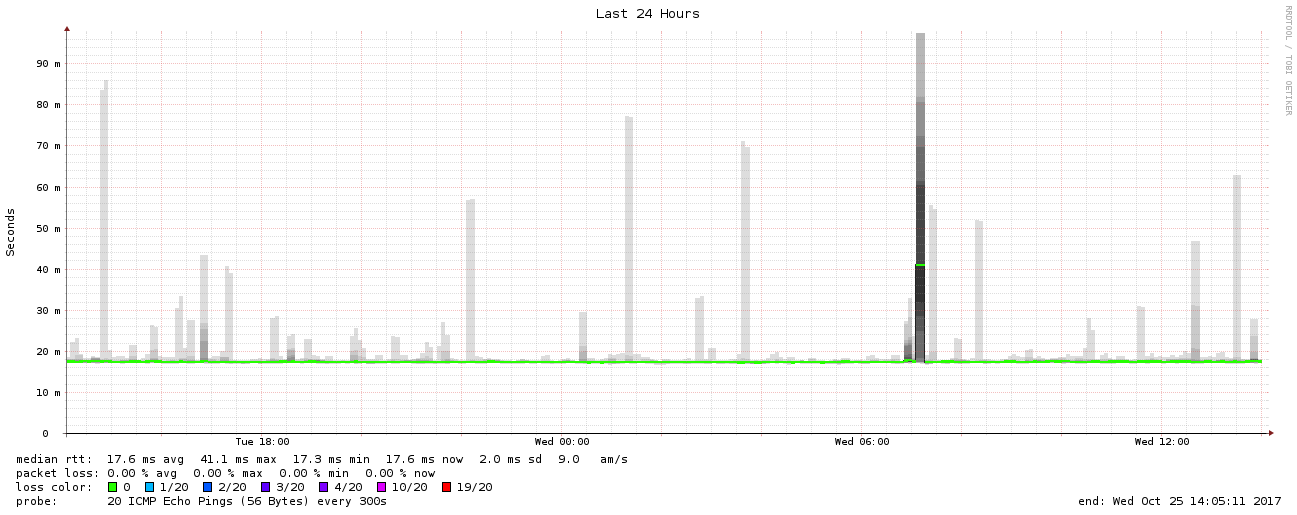 Last 24 Hours
RRDTOOL / TOBI OETIKER
Seconds
90 m
80 m
70 m
60 m
50 m
40 m
30 m
20 m
10 m
0
Tue 18:00 Wed 00:00 Wed 06:00 Wed 12:00
median rtt: 17.6 ms avg 41.1 ms max 17.3 ms min 17.6 ms now 2.0 ms sd 9.0 am/s
packet loss: 0.00 % avg 0.00 % max 0.00 % min 0.00 % now
loss color: 0 1/20 2/20 3/20 4/20 10/20 19/20
probe: 20 ICMP Echo Pings (56 Bytes) every 300s end: Wed Oct 25 14:05:11 2017